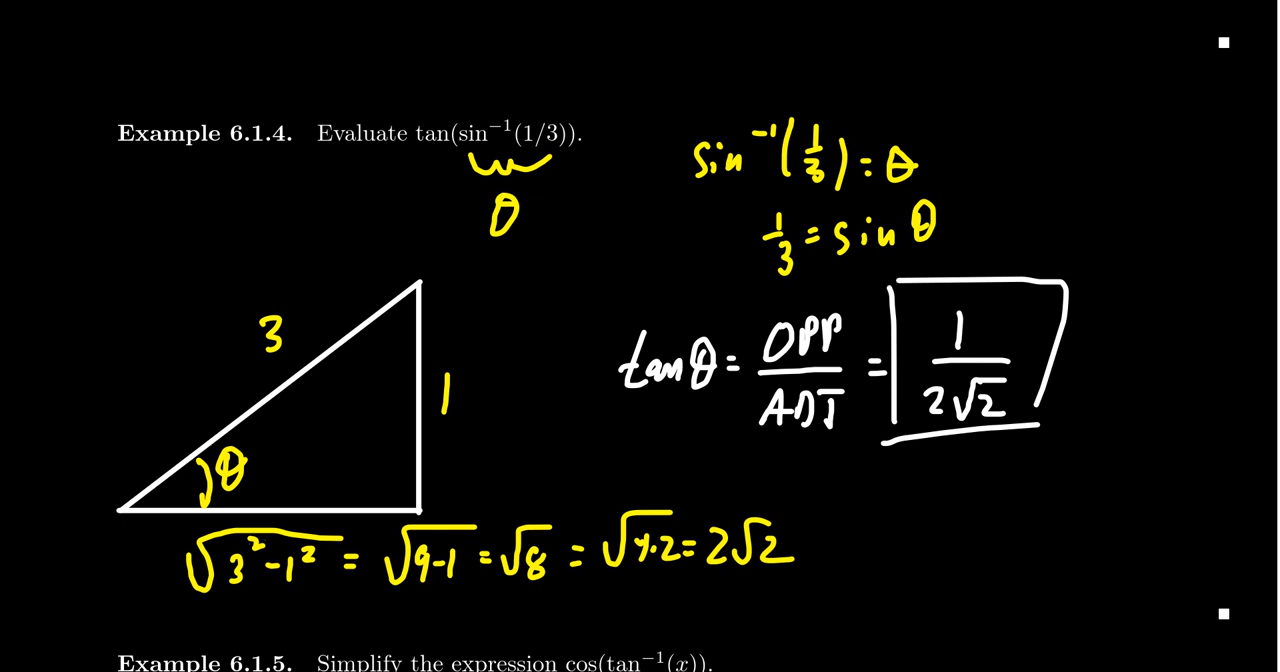 Example 6.1.4. Evaluate tan(sin⁻¹(1/3)).
θ
sin⁻¹(1/3) = θ
1/3 = sin θ
3
1
θ
tan θ = OPP/ADJ = 1/(2√2)
√(3² - 1²) = √(9-1) = √8 = √(4·2) = 2√2
Example 6.1.5. Simplify the expression cos(tan⁻¹(x)).